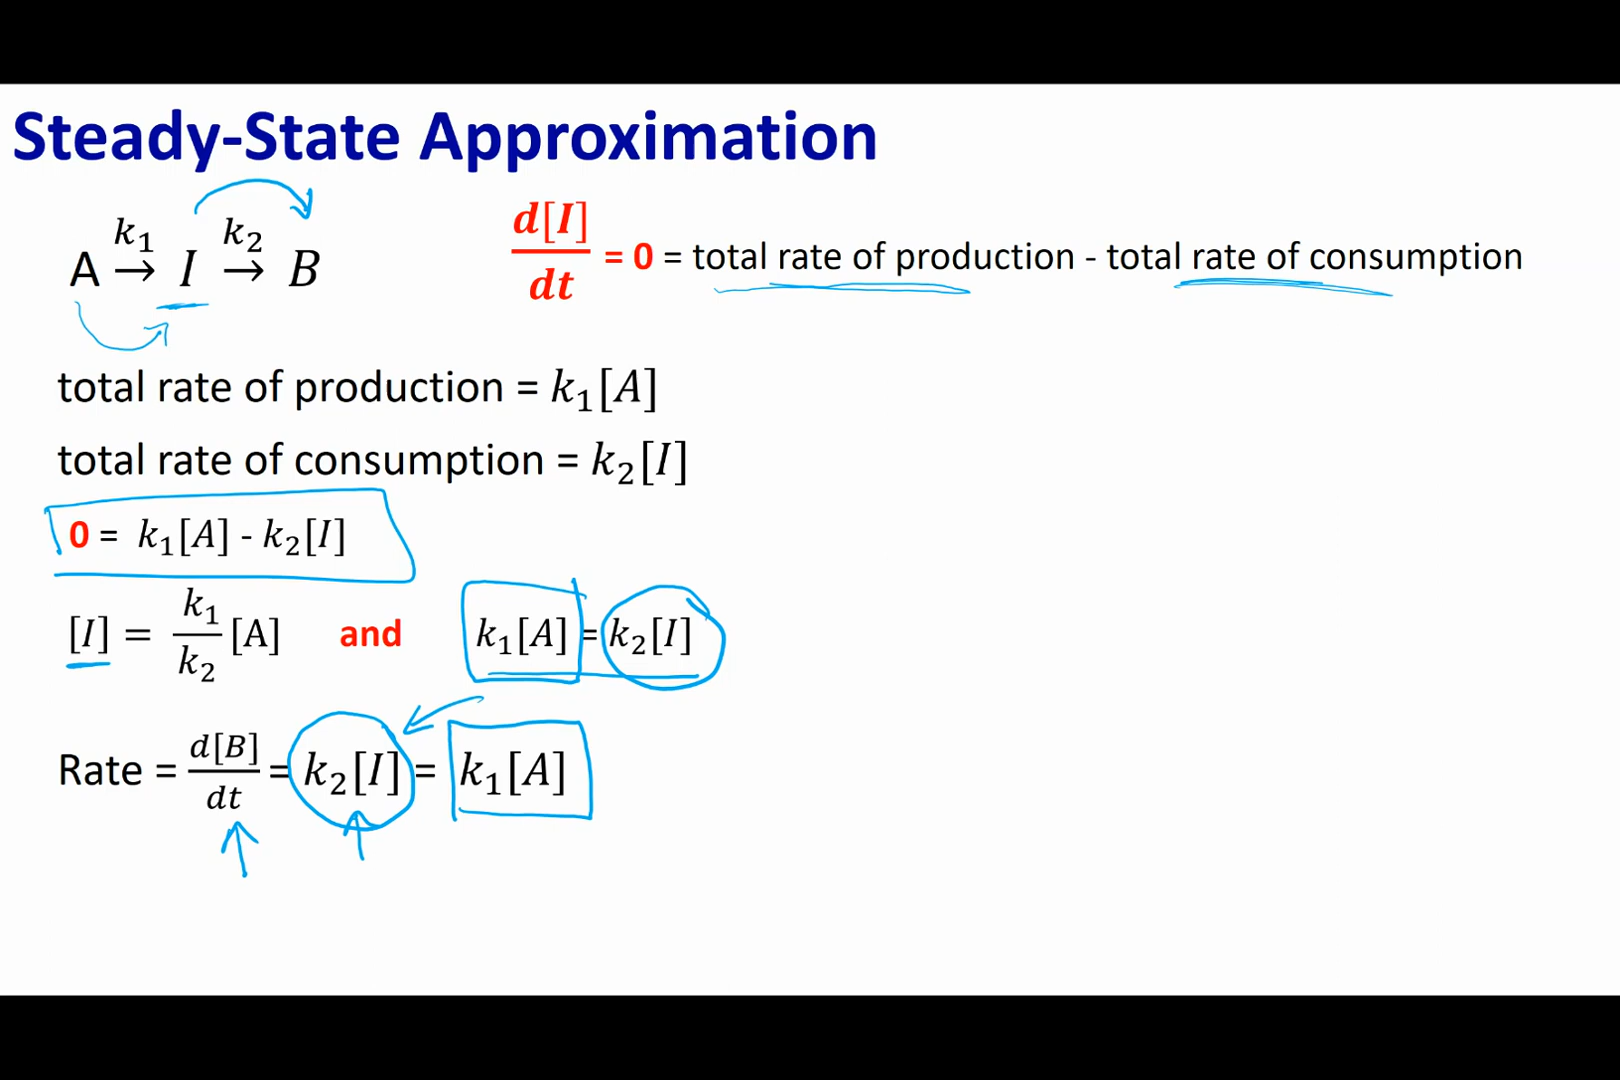 Steady-State Approximation
A →(k₁) I →(k₂) B
d[I]/dt = 0 = total rate of production - total rate of consumption
total rate of production = k₁[A]
total rate of consumption = k₂[I]
0 = k₁[A] - k₂[I]
[I] = k₁/k₂ [A] and k₁[A] = k₂[I]
Rate = d[B]/dt = k₂[I] = k₁[A]